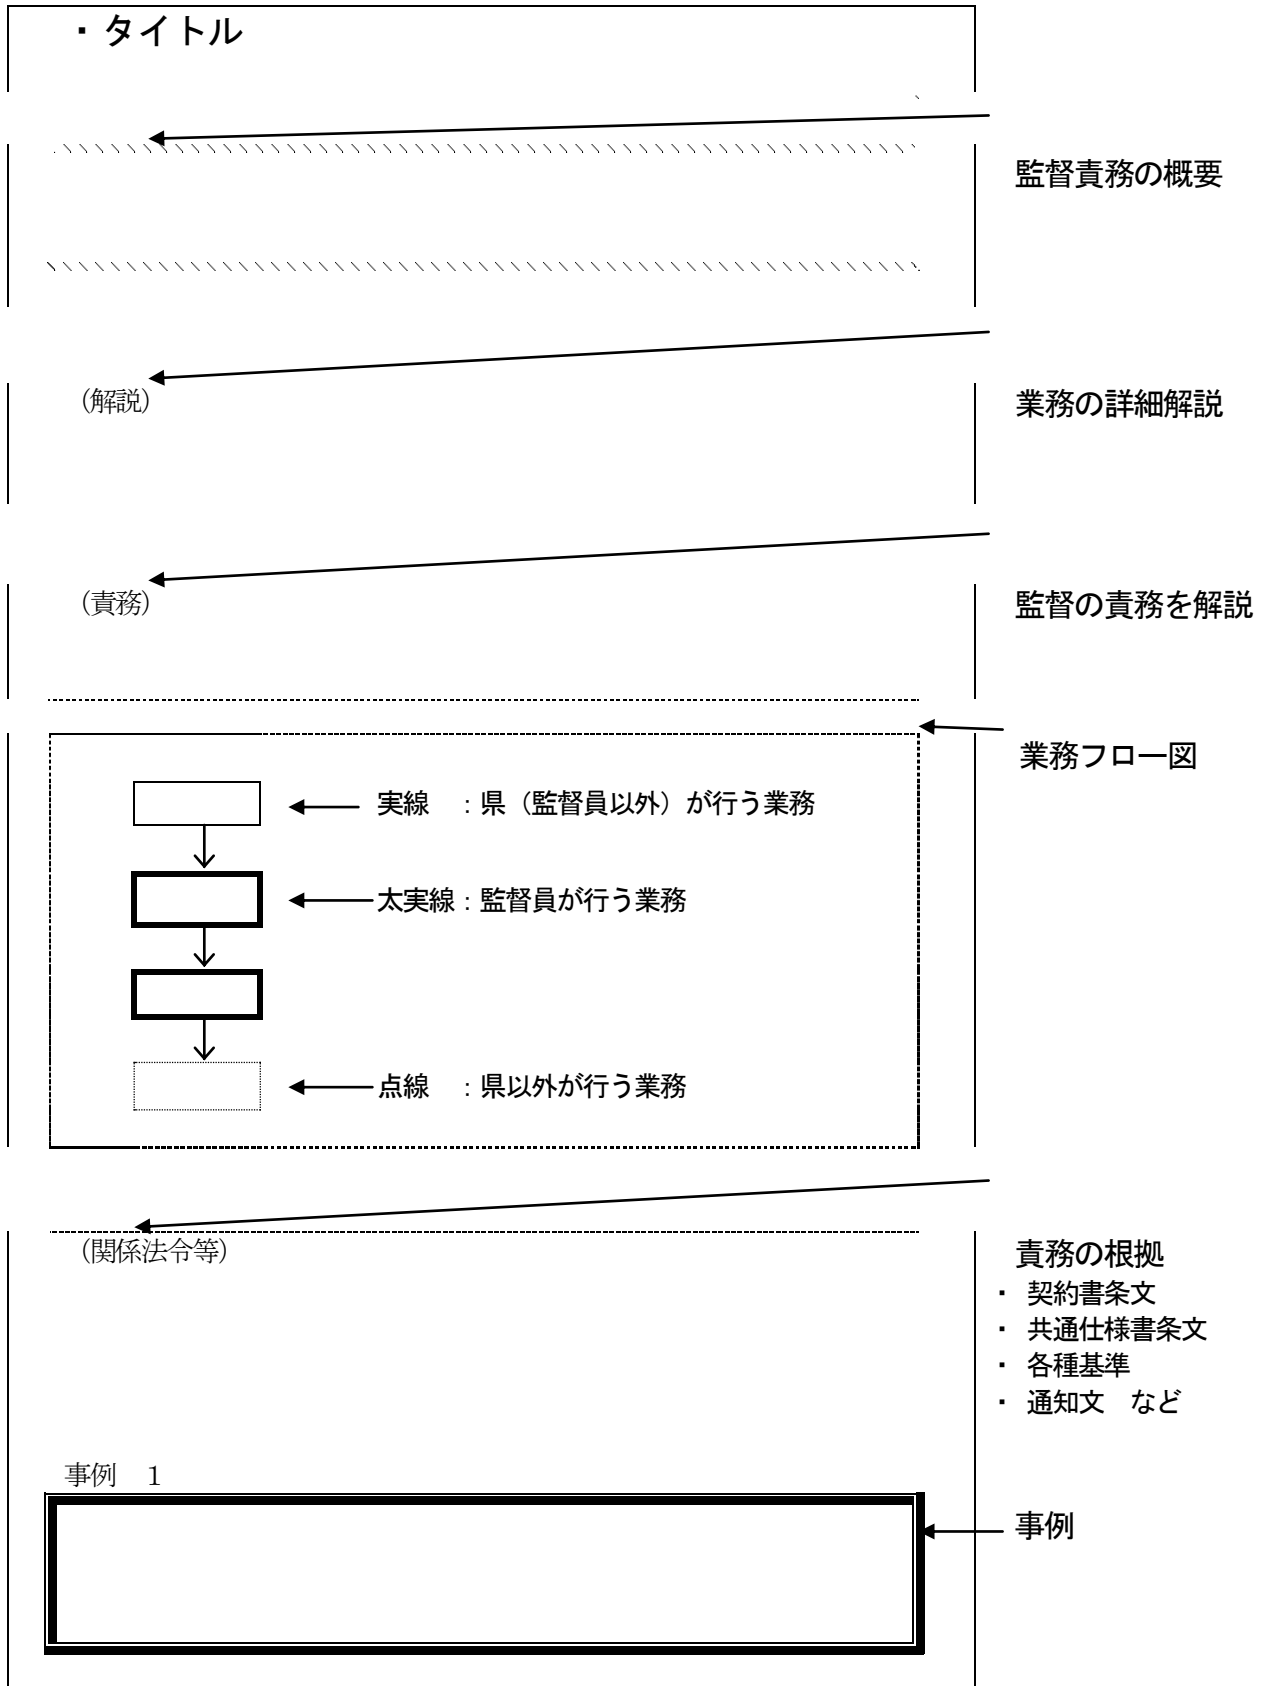 ・タイトル
監督責務の概要
（解説）
業務の詳細解説
（責務）
監督の責務を解説
業務フロー図
実線　：県（監督員以外）が行う業務
太実線：監督員が行う業務
点線　：県以外が行う業務
（関係法令等）
責務の根拠
・ 契約書条文
・ 共通仕様書条文
・ 各種基準
・ 通知文　など
事例　１
事例